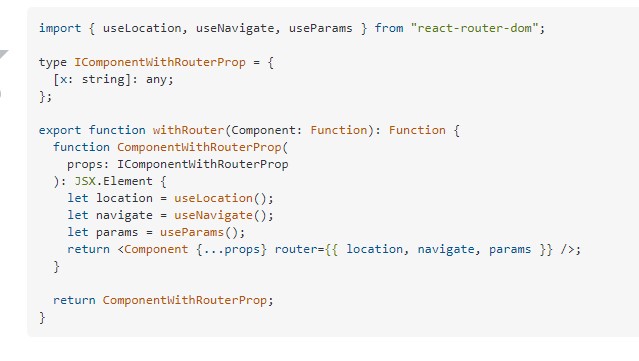 import { useLocation, useNavigate, useParams } from "react-router-dom";

type IComponentWithRouterProp = {
  [x: string]: any;
};

export function withRouter(Component: Function): Function {
  function ComponentWithRouterProp(
    props: IComponentWithRouterProp
  ): JSX.Element {
    let location = useLocation();
    let navigate = useNavigate();
    let params = useParams();
    return <Component {...props} router={{ location, navigate, params }} />;
  }

  return ComponentWithRouterProp;
}